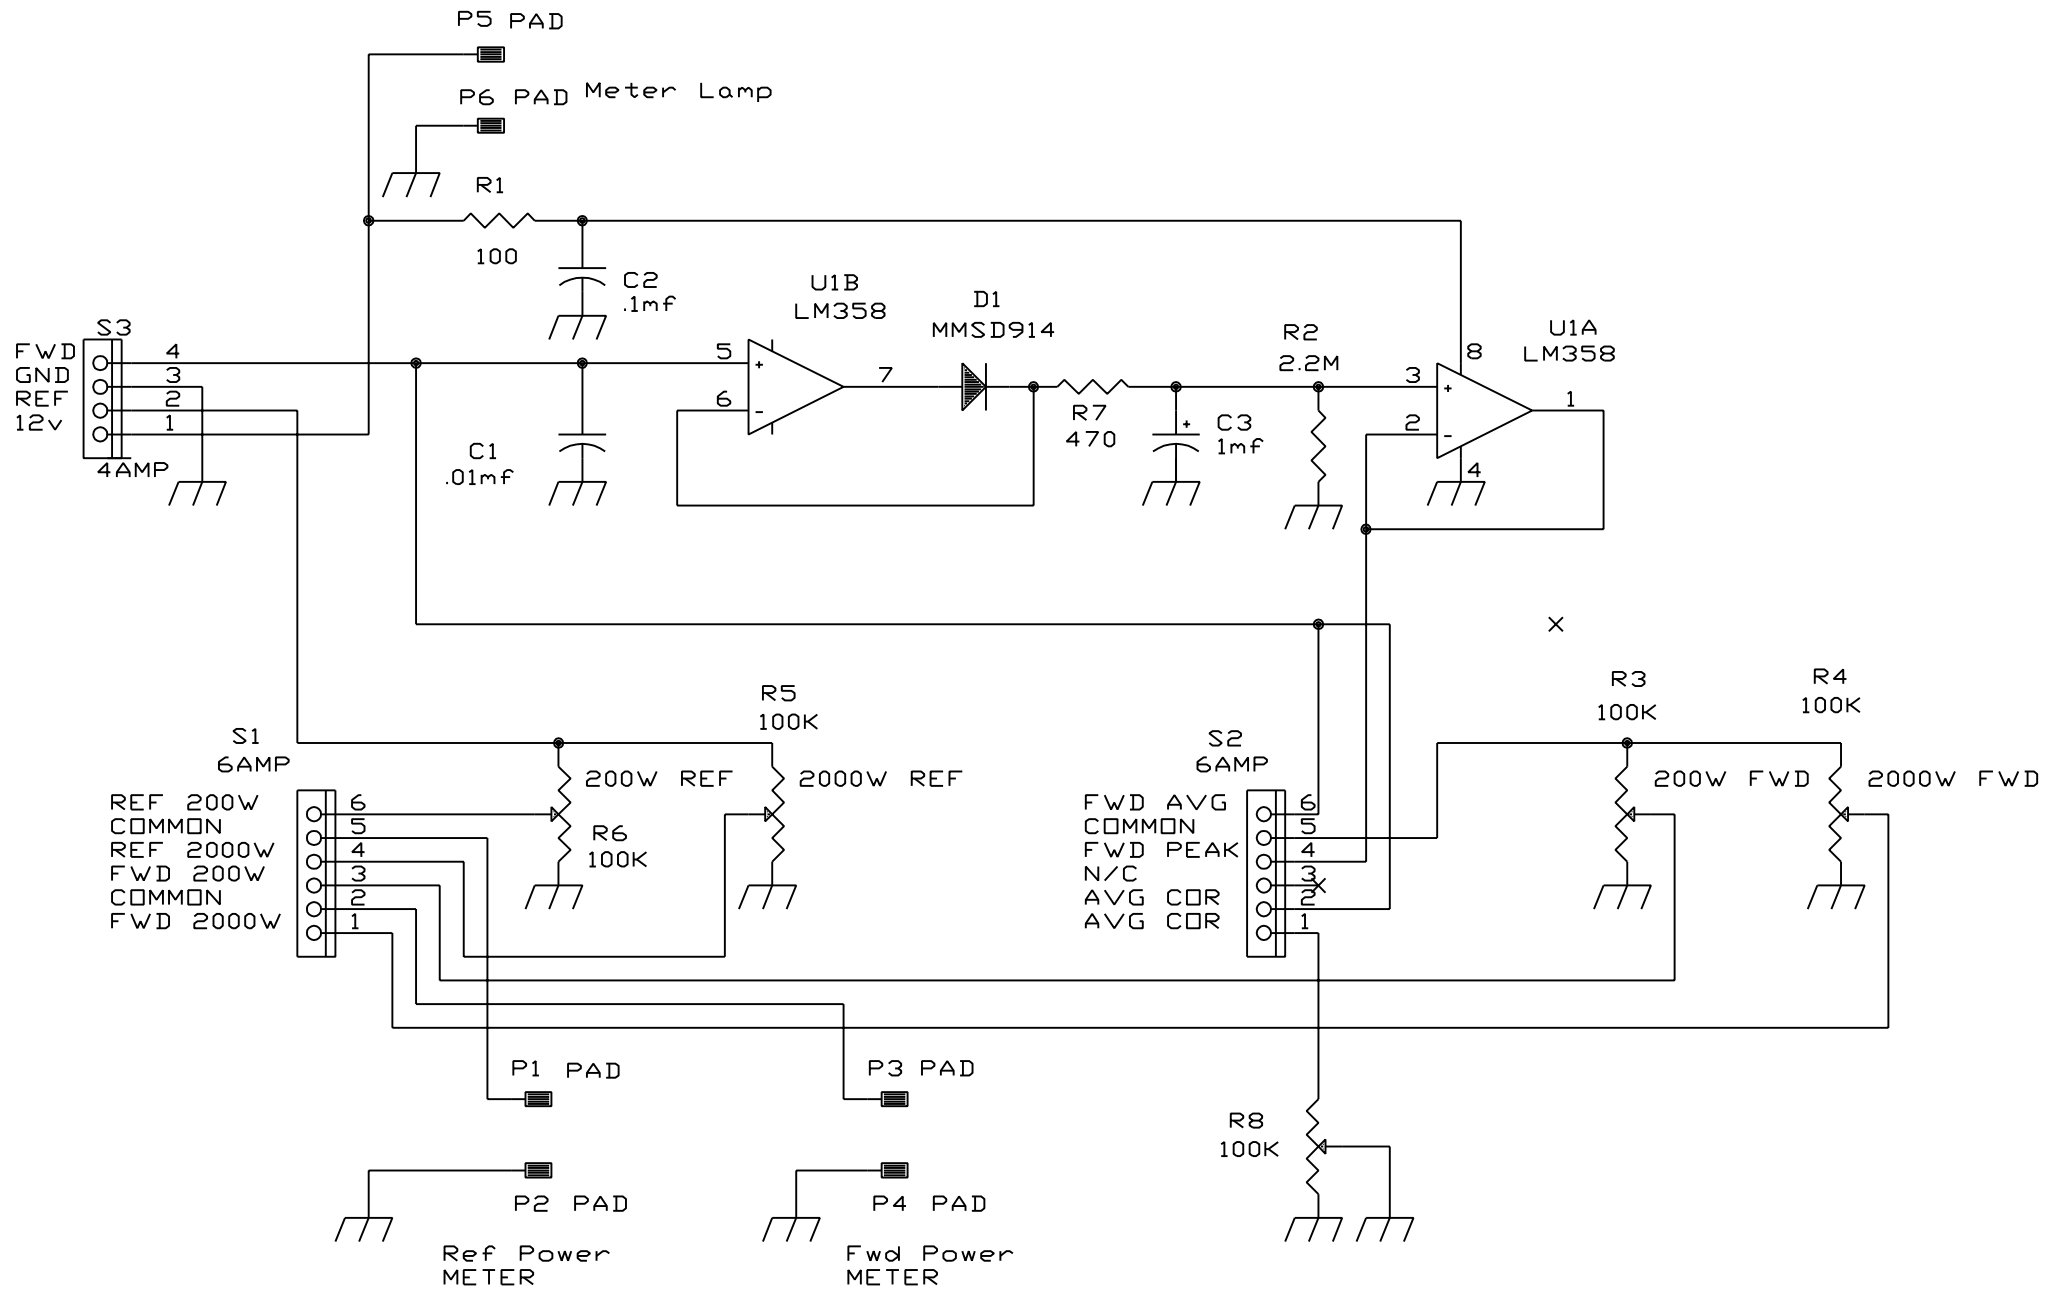 P5 PAD
P6 PAD Meter Lamp
R1
100
C2
.1mf
U1B
LM358
D1
MMSD914
R2
2.2M
U1A
LM358
8
S3
FWD 4
GND 3
REF 2
12v 1
4AMP
C1
.01mf
5
+
6
-
7
R7
470
+
C3
1mf
3
+
2
-
1
4
R5
100K
R3
100K
R4
100K
S1
6AMP
200W REF
2000W REF
S2
6AMP
200W FWD
2000W FWD
REF 200W 6
COMMON 5
REF 2000W 4
FWD 200W 3
COMMON 2
FWD 2000W 1
R6
100K
FWD AVG 6
COMMON 5
FWD PEAK 4
N/C 3
AVG COR 2
AVG COR 1
P1 PAD
P3 PAD
R8
100K
P2 PAD
P4 PAD
Ref Power
METER
Fwd Power
METER